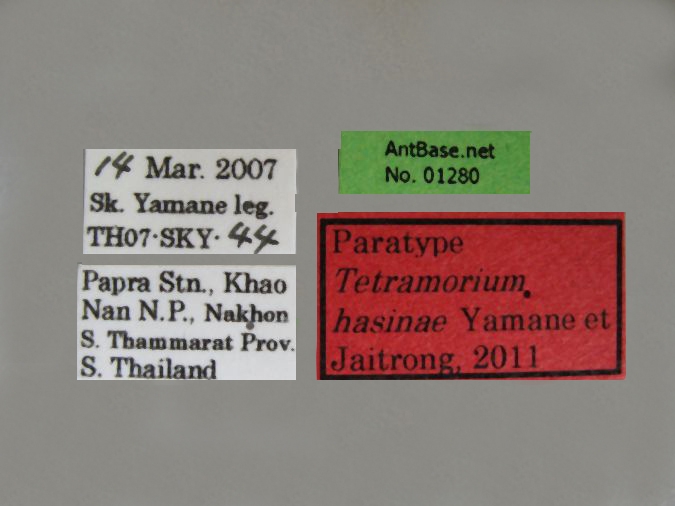 14 Mar. 2007
Sk. Yamane leg.
TH07·SKY· 44
Papra Stn., Khao
Nan N.P., Nakhon
S. Thammarat Prov.
S. Thailand
AntBase.net
No. 01280
Paratype
Tetramorium
hasinae Yamane et
Jaitrong, 2011